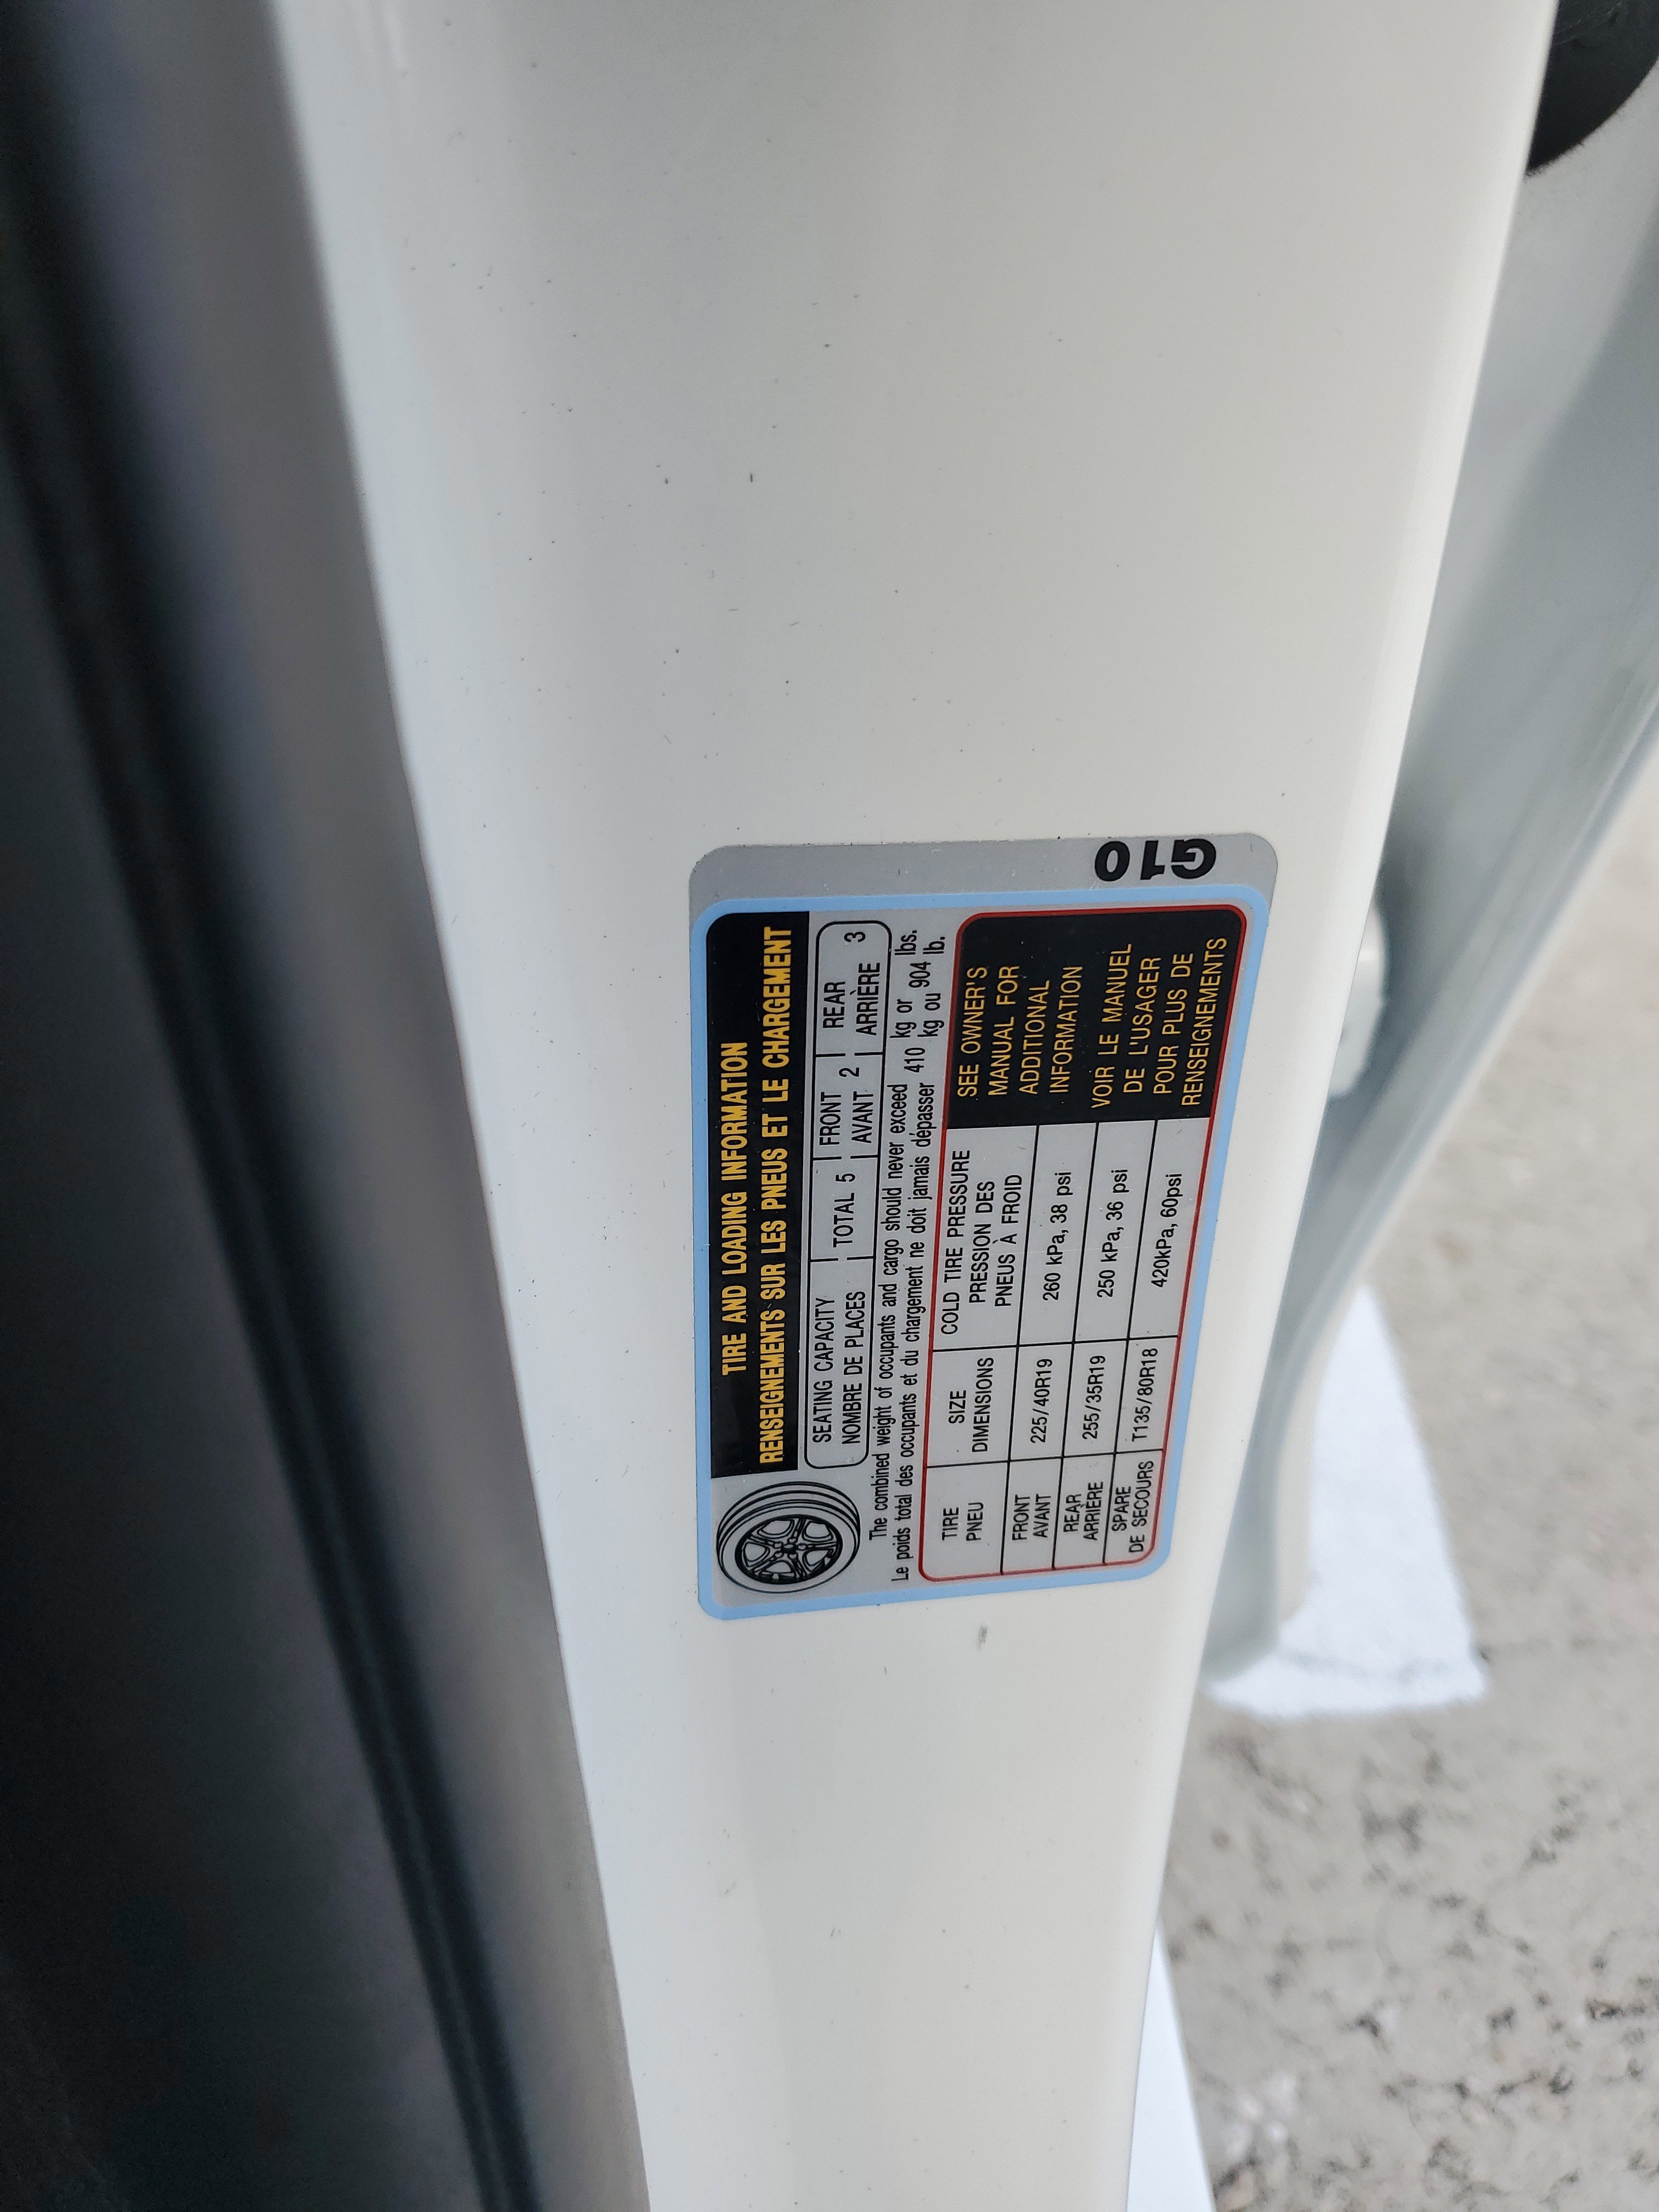 TIRE AND LOADING INFORMATION
RENSEIGNEMENTS SUR LES PNEUS ET LE CHARGEMENT
SEATING CAPACITY
NOMBRE DE PLACES
TOTAL 5
FRONT
AVANT 2
REAR
ARRIÈRE 3
The combined weight of occupants and cargo should never exceed 410 kg or 904 lbs.
Le poids total des occupants et du chargement ne doit jamais dépasser 410 kg ou 904 lb.
TIRE
PNEU
SIZE
DIMENSIONS
COLD TIRE PRESSURE
PRESSION DES
PNEUS À FROID
FRONT
AVANT
225/40R19
260 kPa, 38 psi
REAR
ARRIÈRE
255/35R19
250 kPa, 36 psi
SPARE
DE SECOURS
T135/80R18
420kPa, 60psi
SEE OWNER'S
MANUAL FOR
ADDITIONAL
INFORMATION
VOIR LE MANUEL
DE L'USAGER
POUR PLUS DE
RENSEIGNEMENTS
G10